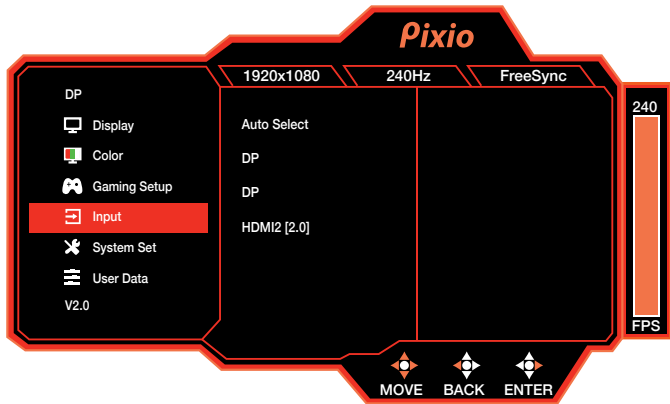 Pixio
1920x1080 240Hz FreeSync
DP
Display
Color
Gaming Setup
Input
System Set
User Data
V2.0
Auto Select
DP
DP
HDMI2 [2.0]
240
FPS
MOVE BACK ENTER